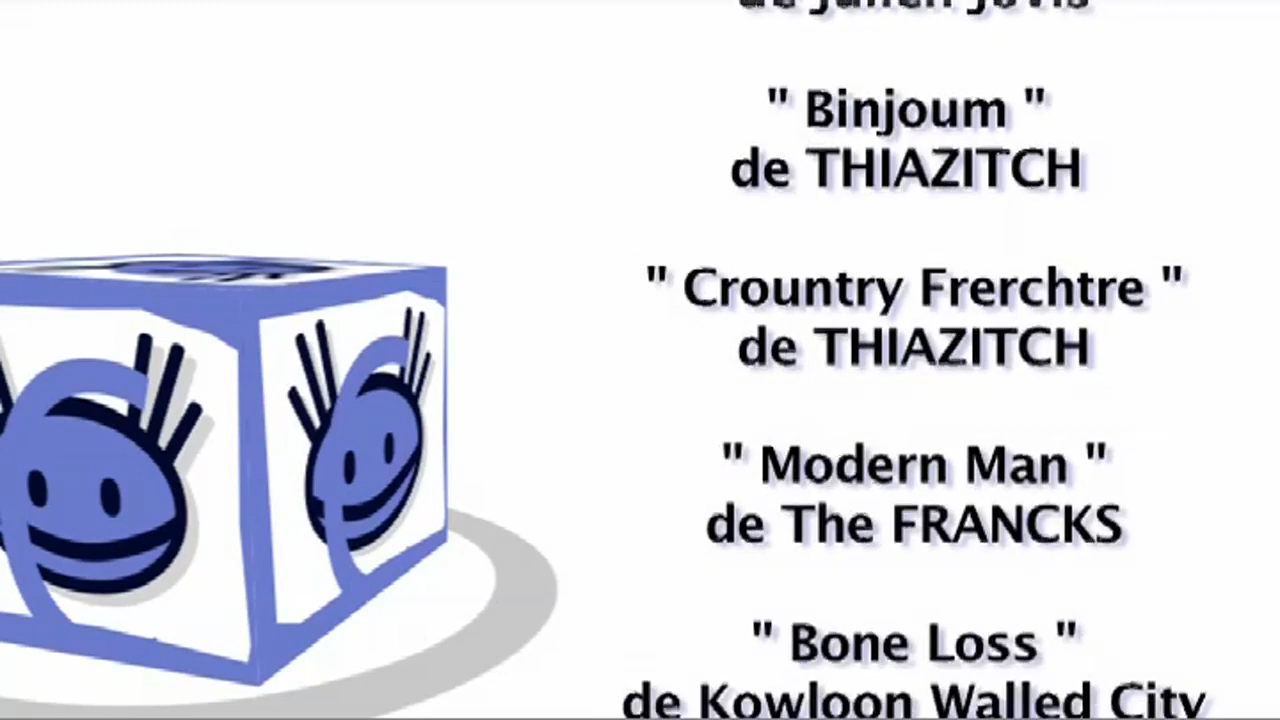 " Binjoum "
de THIAZITCH
" Crountry Frerchtre "
de THIAZITCH
" Modern Man "
de The FRANCKS
" Bone Loss "
de Kowloon Walled City